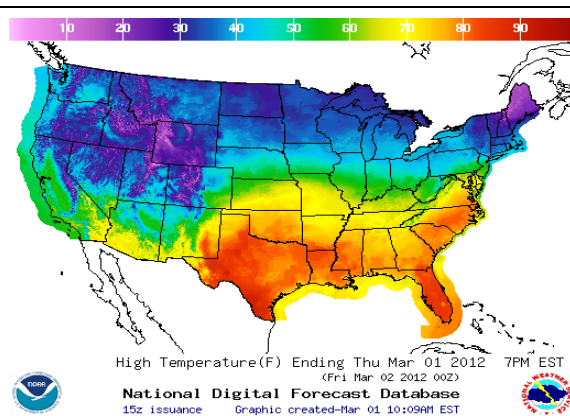 10 20 30 40 50 60 70 80 90
High Temperature(F) Ending Thu Mar 01 2012 7PM EST
(Fri Mar 02 2012 00Z)
National Digital Forecast Database
15z issuance Graphic created-Mar 01 10:09AM EST
noaa